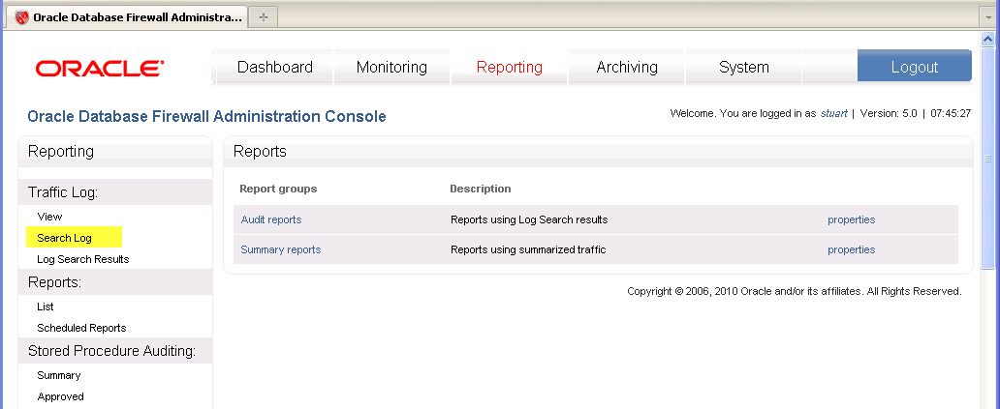 Oracle Database Firewall Administra...
ORACLE
Dashboard Monitoring Reporting Archiving System Logout
Oracle Database Firewall Administration Console
Welcome. You are logged in as stuart | Version: 5.0 | 07:45:27
Reporting
Traffic Log:
View
Search Log
Log Search Results
Reports:
List
Scheduled Reports
Stored Procedure Auditing:
Summary
Approved
Reports
Report groups Description
Audit reports Reports using Log Search results properties
Summary reports Reports using summarized traffic properties
Copyright © 2006, 2010 Oracle and/or its affiliates. All Rights Reserved.